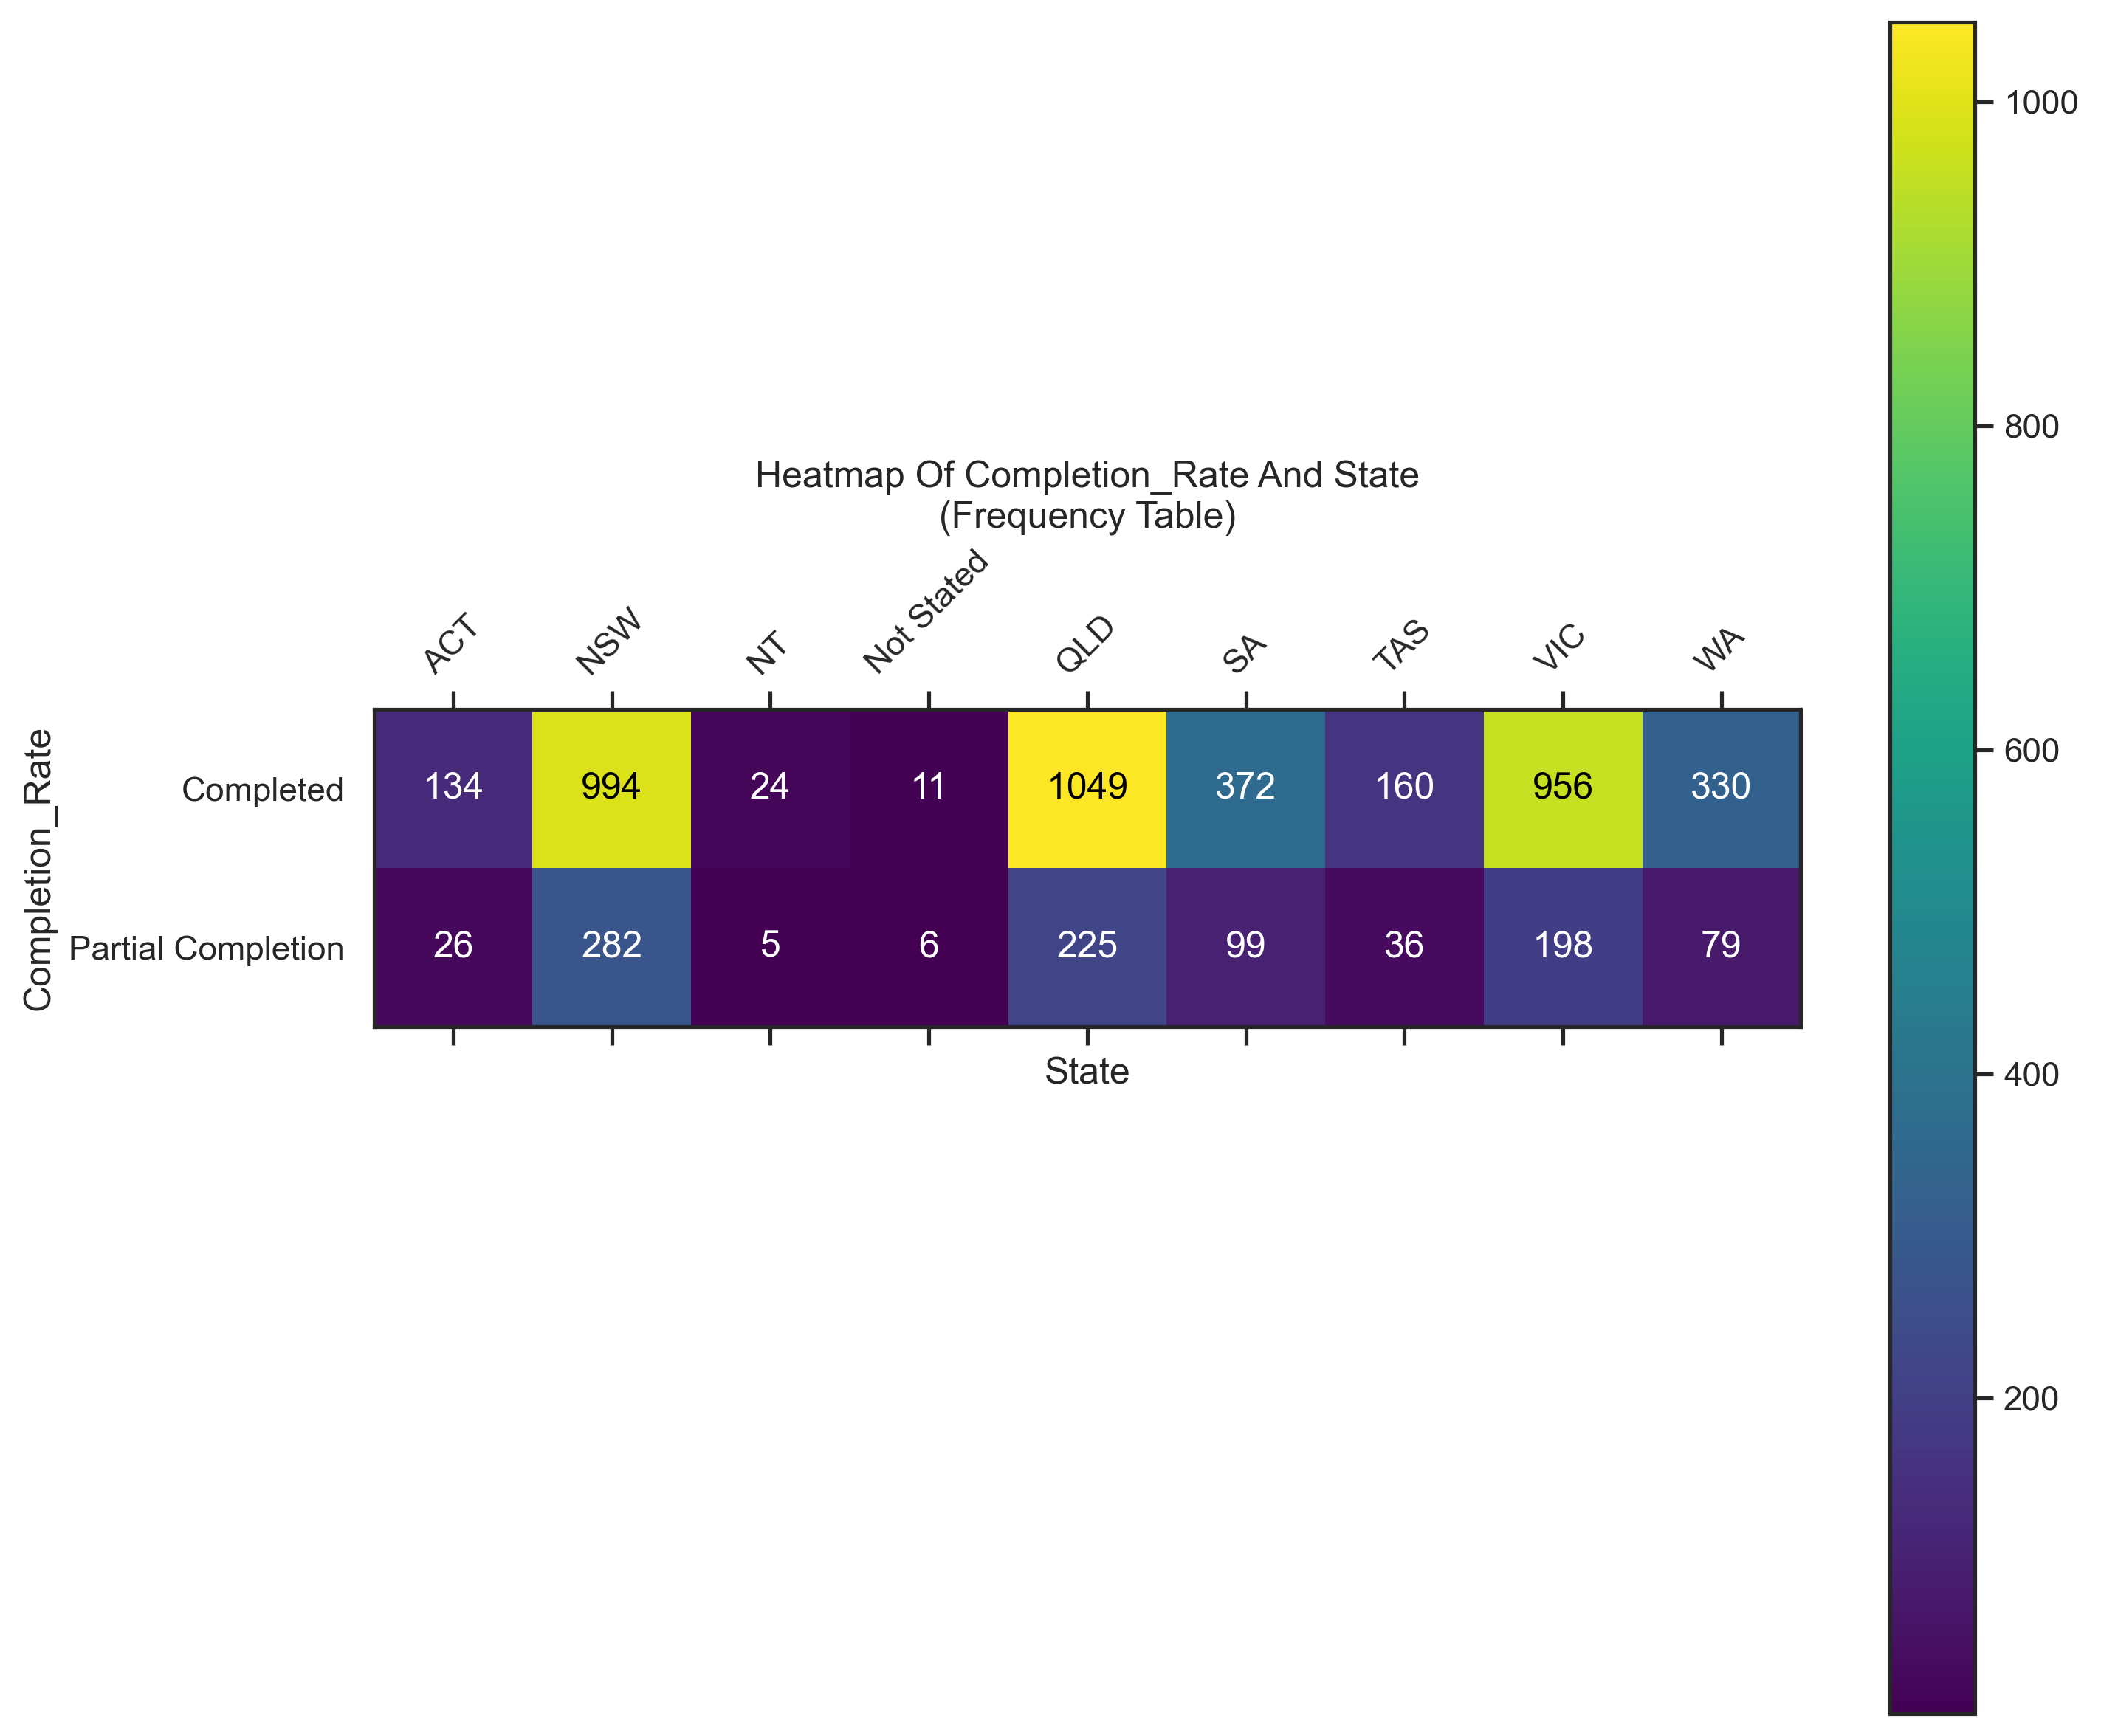 Heatmap Of Completion_Rate And State
(Frequency Table)
ACT NSW NT Not Stated QLD SA TAS VIC WA
Completion_Rate
Completed 134 994 24 11 1049 372 160 956 330
Partial Completion 26 282 5 6 225 99 36 198 79
State
1000
800
600
400
200